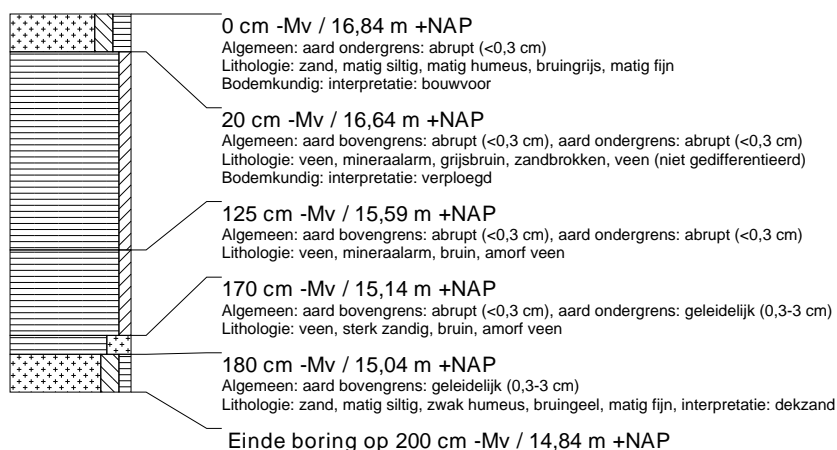 0 cm -Mv / 16,84 m +NAP
Algemeen: aard ondergrens: abrupt (<0,3 cm)
Lithologie: zand, matig siltig, matig humeus, bruingrijs, matig fijn
Bodemkundig: interpretatie: bouwvoor
20 cm -Mv / 16,64 m +NAP
Algemeen: aard bovengrens: abrupt (<0,3 cm), aard ondergrens: abrupt (<0,3 cm)
Lithologie: veen, mineraalarm, grijsbruin, zandbrokken, veen (niet gedifferentieerd)
Bodemkundig: interpretatie: verploegd
125 cm -Mv / 15,59 m +NAP
Algemeen: aard bovengrens: abrupt (<0,3 cm), aard ondergrens: abrupt (<0,3 cm)
Lithologie: veen, mineraalarm, bruin, amorf veen
170 cm -Mv / 15,14 m +NAP
Algemeen: aard bovengrens: abrupt (<0,3 cm), aard ondergrens: geleidelijk (0,3-3 cm)
Lithologie: veen, sterk zandig, bruin, amorf veen
180 cm -Mv / 15,04 m +NAP
Algemeen: aard bovengrens: geleidelijk (0,3-3 cm)
Lithologie: zand, matig siltig, zwak humeus, bruingeel, matig fijn, interpretatie: dekzand
Einde boring op 200 cm -Mv / 14,84 m +NAP